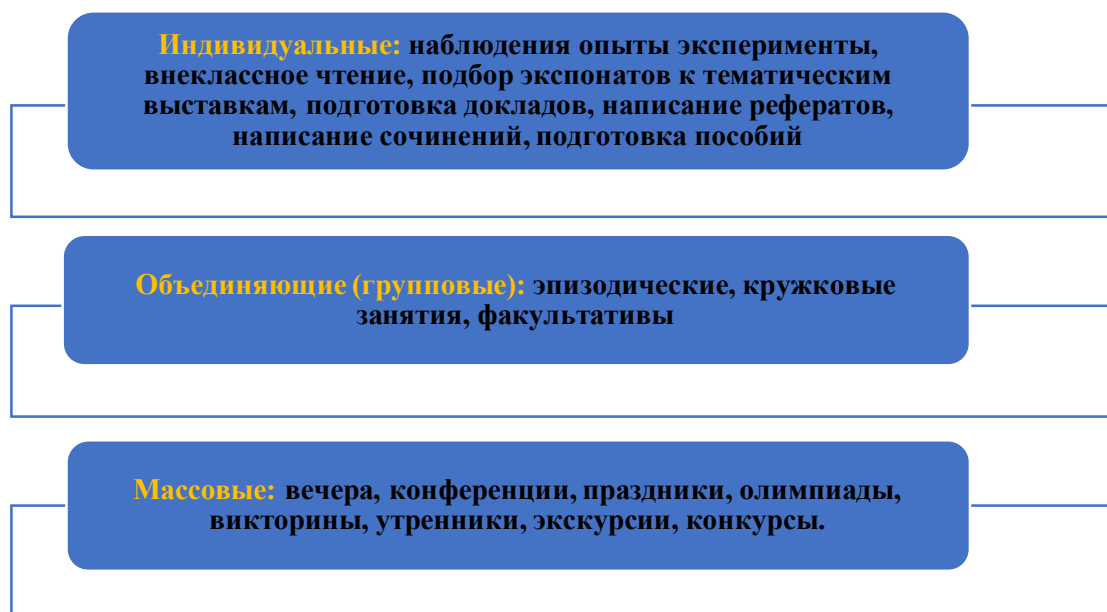 Индивидуальные: наблюдения опыты эксперименты,
внеклассное чтение, подбор экспонатов к тематическим
выставкам, подготовка докладов, написание рефератов,
написание сочинений, подготовка пособий
Объединяющие (групповые): эпизодические, кружковые
занятия, факультативы
Массовые: вечера, конференции, праздники, олимпиады,
викторины, утренники, экскурсии, конкурсы.